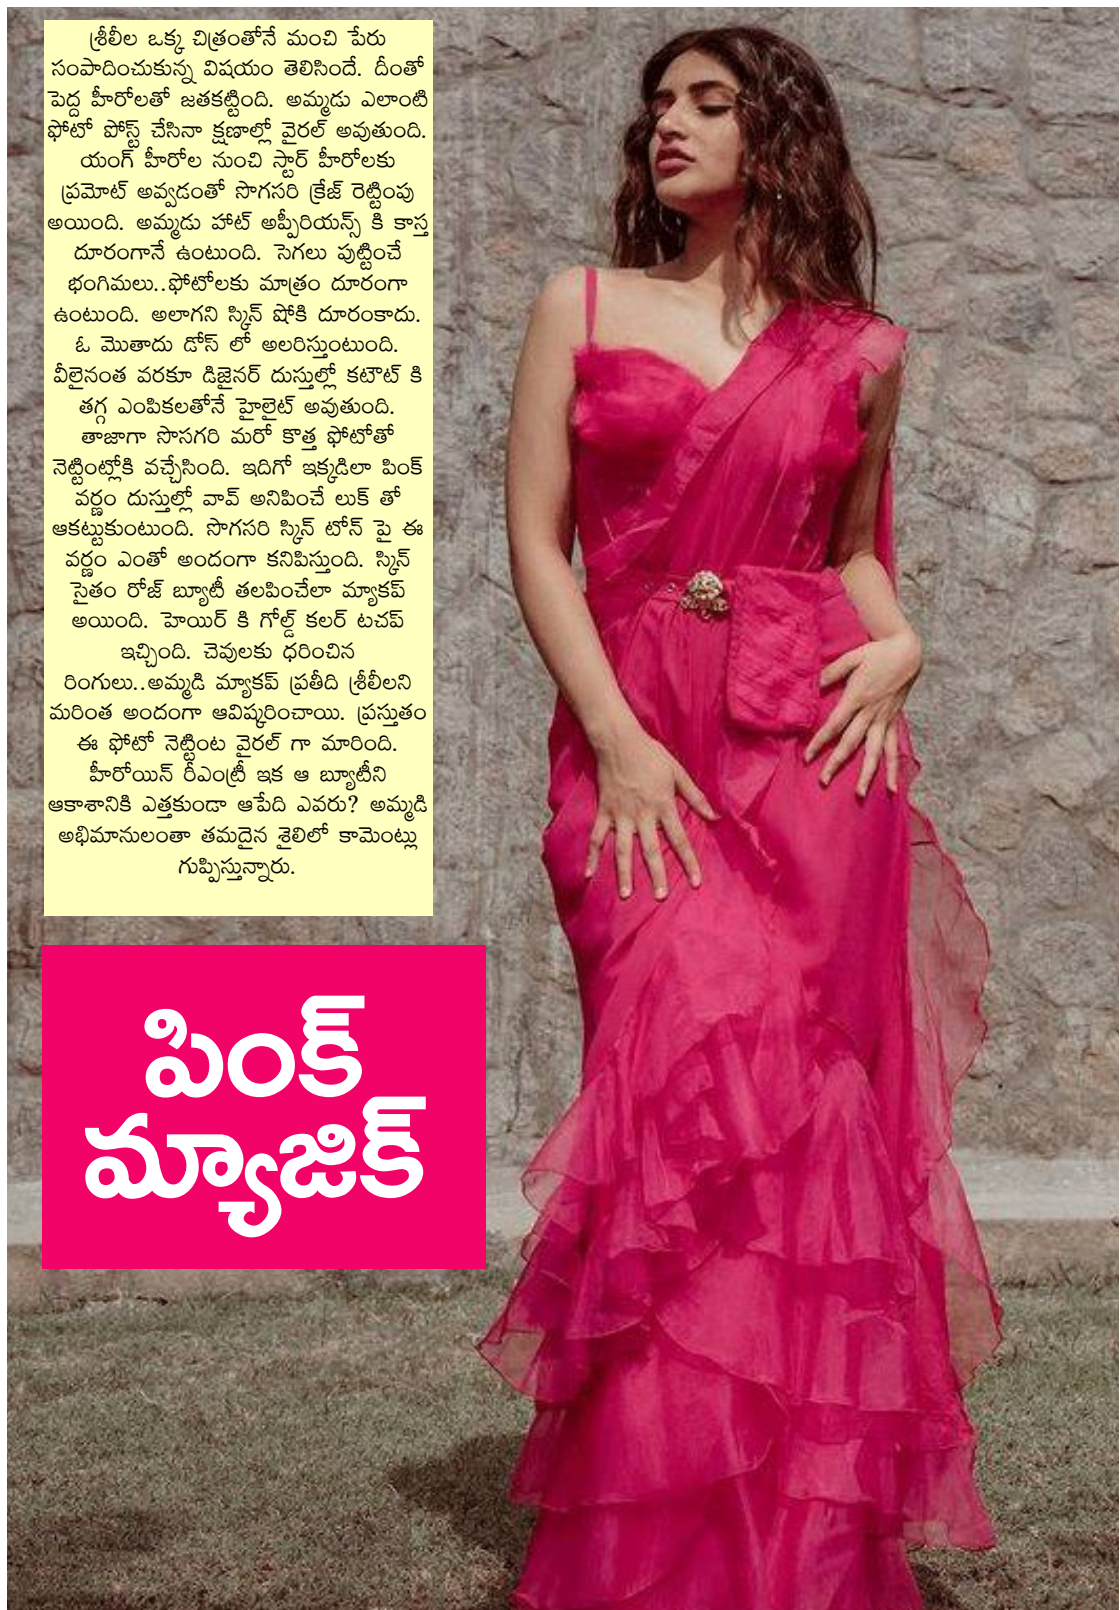 శ్రీలీల ఒక్క చిత్రంతోనే మంచి పేరు
సంపాదించుకున్న విషయం తెలిసిందే. దీంతో
పెద్ద హీరోలతో జతకట్టింది. అమ్మడు ఎలాంటి
ఫోటో పోస్ట్ చేసినా క్షణాల్లో వైరల్ అవుతుంది.
యంగ్ హీరోల నుంచి స్టార్ హీరోలకు
ప్రమోట్ అవ్వడంతో సొగసరి క్రేజ్ రెట్టింపు
అయింది. అమ్మడు హాట్ అప్పీరియన్స్ కి కాస్త
దూరంగానే ఉంటుంది. సెగలు పుట్టించే
భంగిమలు..ఫోటోలకు మాత్రం దూరంగా
ఉంటుంది. అలాగని స్కిన్ షోకి దూరంకాదు.
ఓ మొతాదు డోస్ లో అలరిస్తుంటుంది.
వీలైనంత వరకూ డిజైనర్ దుస్తుల్లో కటౌట్ కి
తగ్గ ఎంపికలతోనే హైలైట్ అవుతుంది.
తాజాగా సొసగరి మరో కొత్త ఫోటోతో
నెట్టింట్లోకి వచ్చేసింది. ఇదిగో ఇక్కడిలా పింక్
వర్ణం దుస్తుల్లో వావ్ అనిపించే లుక్ తో
ఆకట్టుకుంటుంది. సొగసరి స్కిన్ టోన్ పై ఈ
వర్ణం ఎంతో అందంగా కనిపిస్తుంది. స్కిన్
సైతం రోజ్ బ్యూటీ తలపించేలా మ్యాకప్
అయింది. హెయిర్ కి గోల్డ్ కలర్ టచప్
ఇచ్చింది. చెవులకు ధరించిన
రింగులు..అమ్మడి మ్యాకప్ ప్రతీది శ్రీలీలని
మరింత అందంగా ఆవిష్కరించాయి. ప్రస్తుతం
ఈ ఫోటో నెట్టింట వైరల్ గా మారింది.
హీరోయిన్ రీఎంట్రీ ఇక ఆ బ్యూటీని
ఆకాశానికి ఎత్తకుండా ఆపేది ఎవరు? అమ్మడి
అభిమానులంతా తమదైన శైలిలో కామెంట్లు
గుప్పిస్తున్నారు.
పింక్
మ్యాజిక్